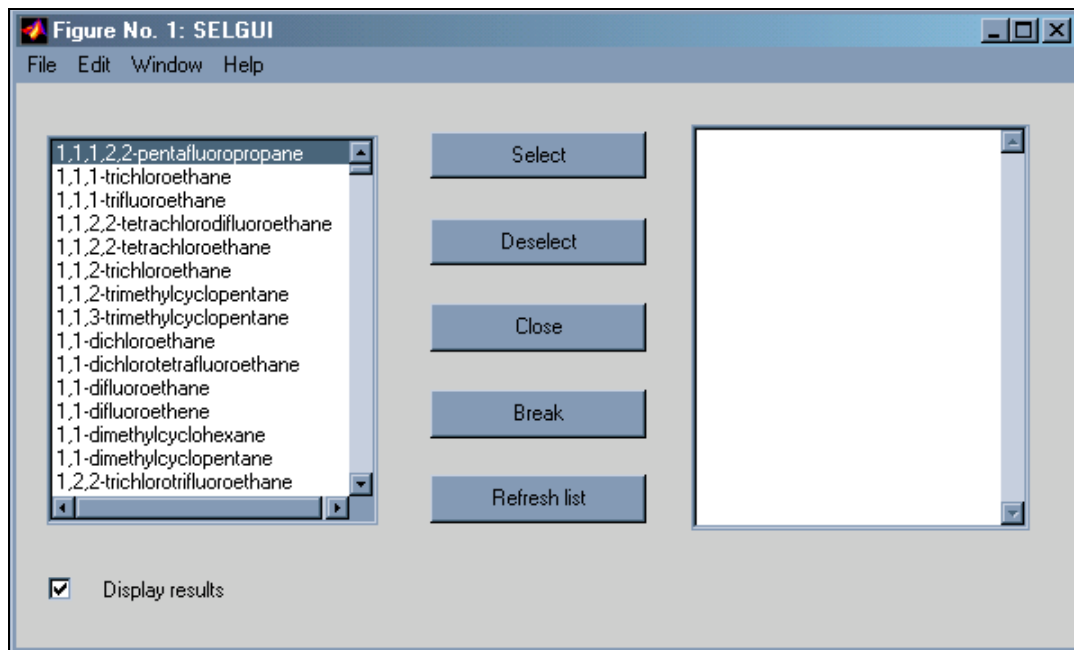 Figure No. 1: SELGUI
File Edit Window Help
1,1,1,2,2-pentafluoropropane
1,1,1-trichloroethane
1,1,1-trifluoroethane
1,1,2,2-tetrachlorodifluoroethane
1,1,2,2-tetrachloroethane
1,1,2-trichloroethane
1,1,2-trimethylcyclopentane
1,1,3-trimethylcyclopentane
1,1-dichloroethane
1,1-dichlorotetrafluoroethane
1,1-difluoroethane
1,1-difluoroethene
1,1-dimethylcyclohexane
1,1-dimethylcyclopentane
1,2,2-trichlorotrifluoroethane
Select
Deselect
Close
Break
Refresh list
Display results